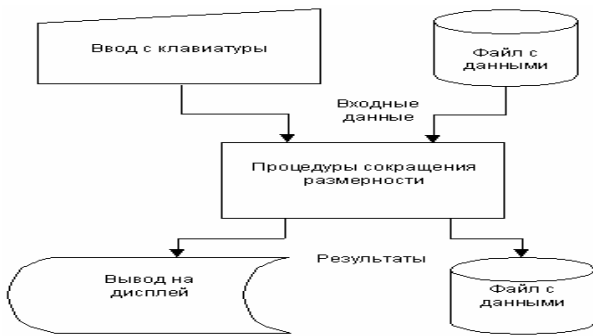 Ввод с клавиатуры
Файл с
данными
Входные
данные
Процедуры сокращения
размерности
Результаты
Вывод на
дисплей
Файл с
данными